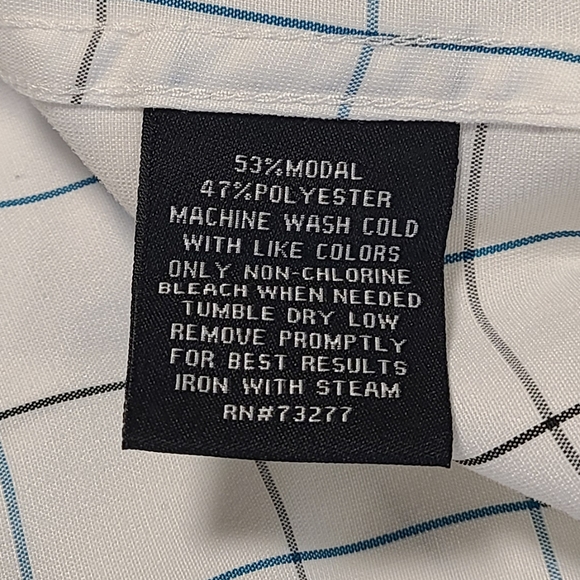 53%MODAL
47%POLYESTER
MACHINE WASH COLD
WITH LIKE COLORS
ONLY NON-CHLORINE
BLEACH WHEN NEEDED
TUMBLE DRY LOW
REMOVE PROMPTLY
FOR BEST RESULTS
IRON WITH STEAM
RN#73277